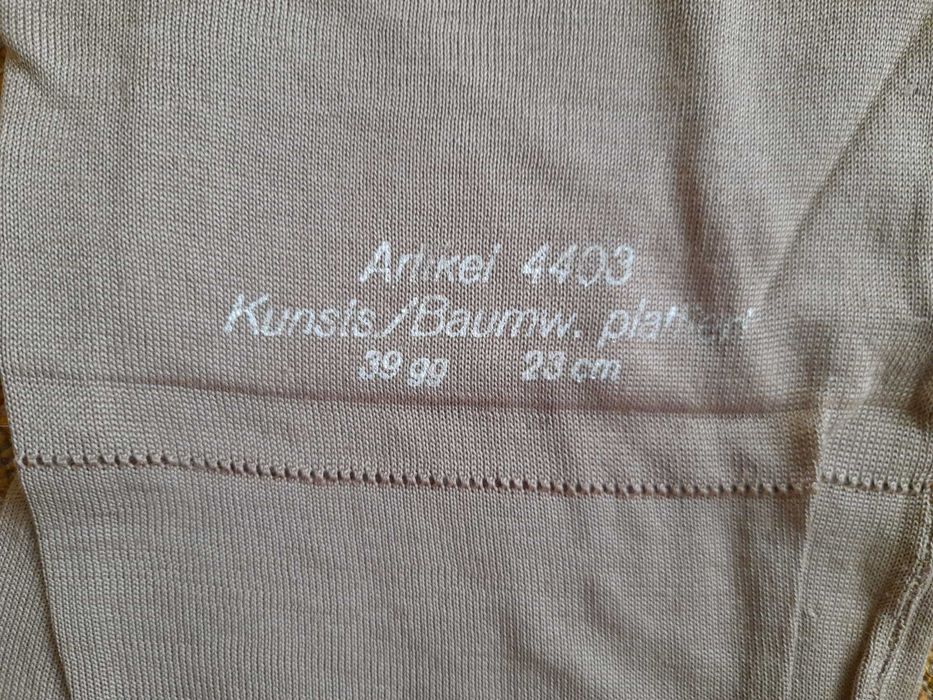 Artikel 4403
Kunsts/Baumw. plattiert
39 gg 23 cm